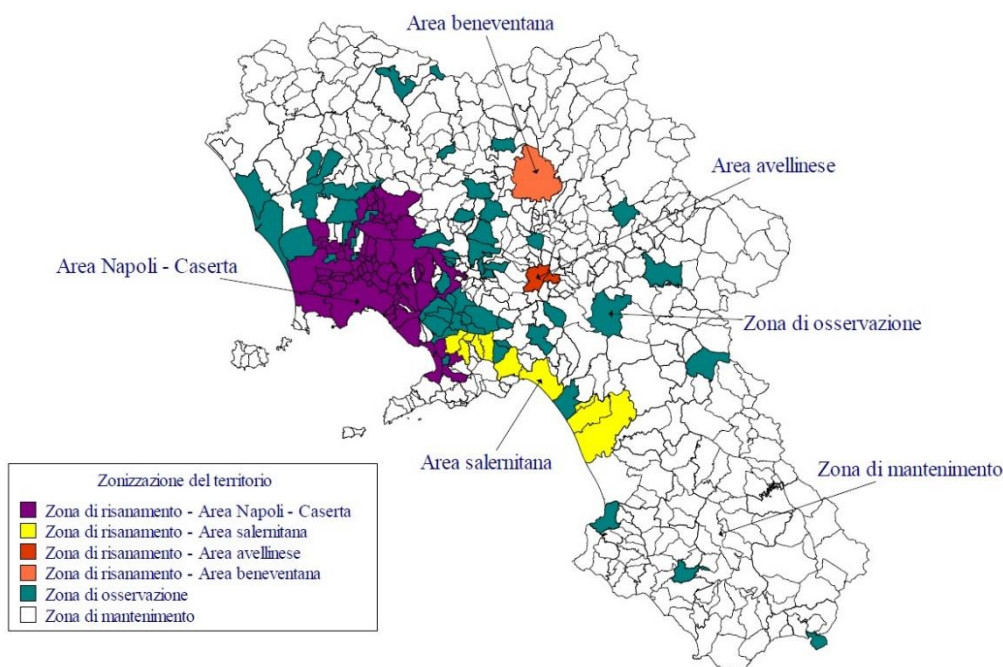 Area beneventana
Area avellinese
Area Napoli - Caserta
Zona di osservazione
Area salernitana
Zona di mantenimento
Zonizzazione del territorio
Zona di risanamento - Area Napoli - Caserta
Zona di risanamento - Area salernitana
Zona di risanamento - Area avellinese
Zona di risanamento - Area beneventana
Zona di osservazione
Zona di mantenimento